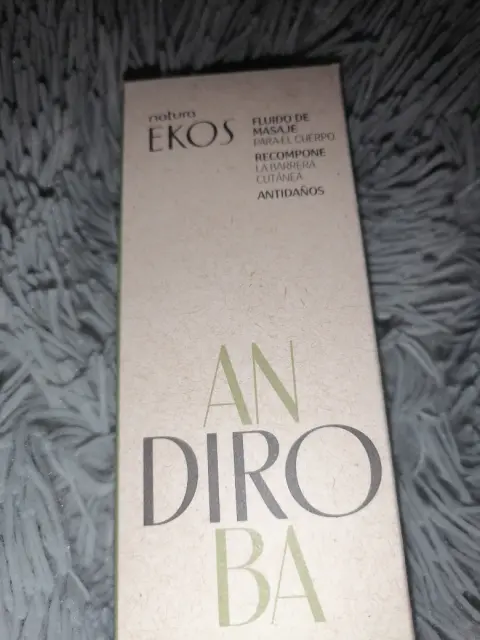 natura
EKOS
FLUIDO DE
MASAJE
PARA EL CUERPO
RECOMPONE
LA BARRERA
CUTÁNEA
ANTIDAÑOS
AN
DIRO
BA